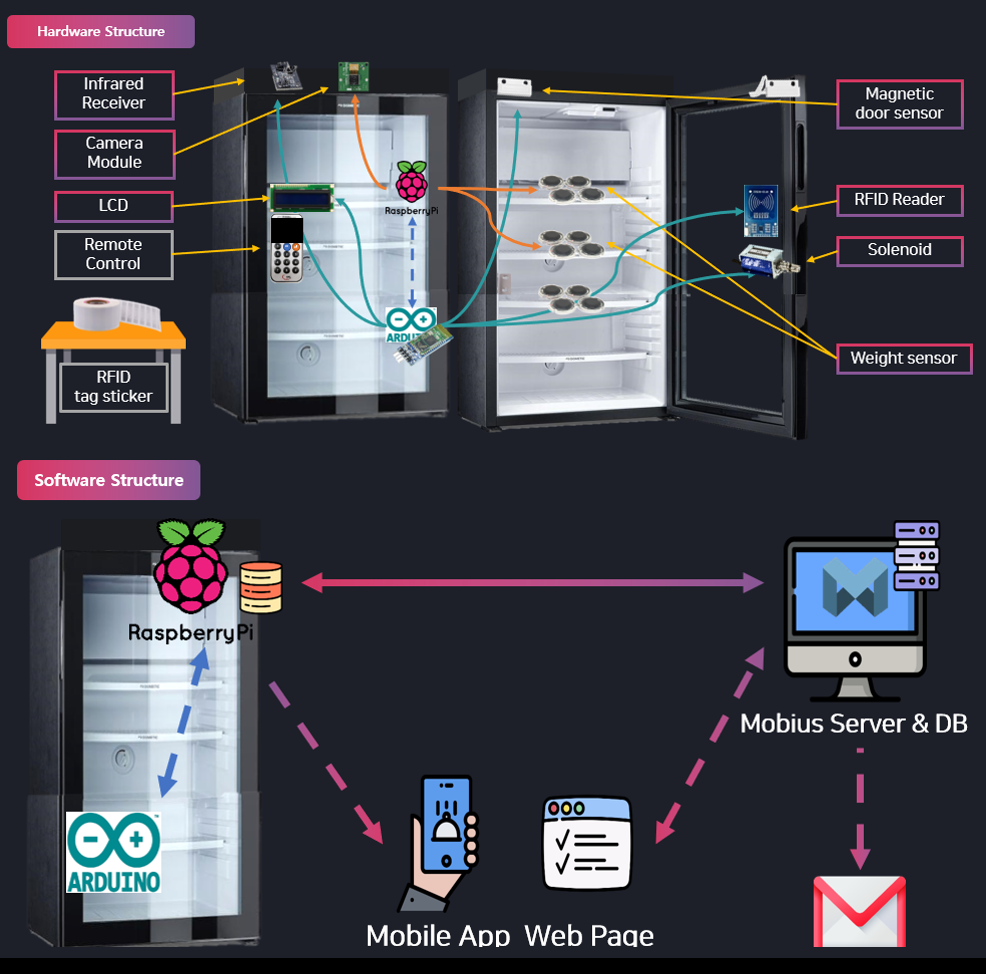 Hardware Structure
Infrared
Receiver
Camera
Module
LCD
Remote
Control
RFID
tag sticker
RaspberryPi
ARDUINO
Magnetic
door sensor
RFID Reader
Solenoid
Weight sensor
Software Structure
RaspberryPi
ARDUINO
Mobius Server & DB
Mobile App
Web Page